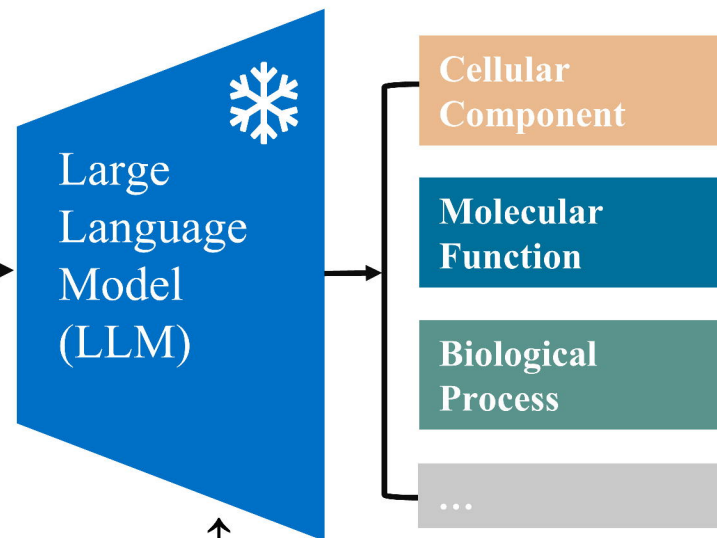 Large
Language
Model
(LLM)
Cellular
Component
Molecular
Function
Biological
Process
...